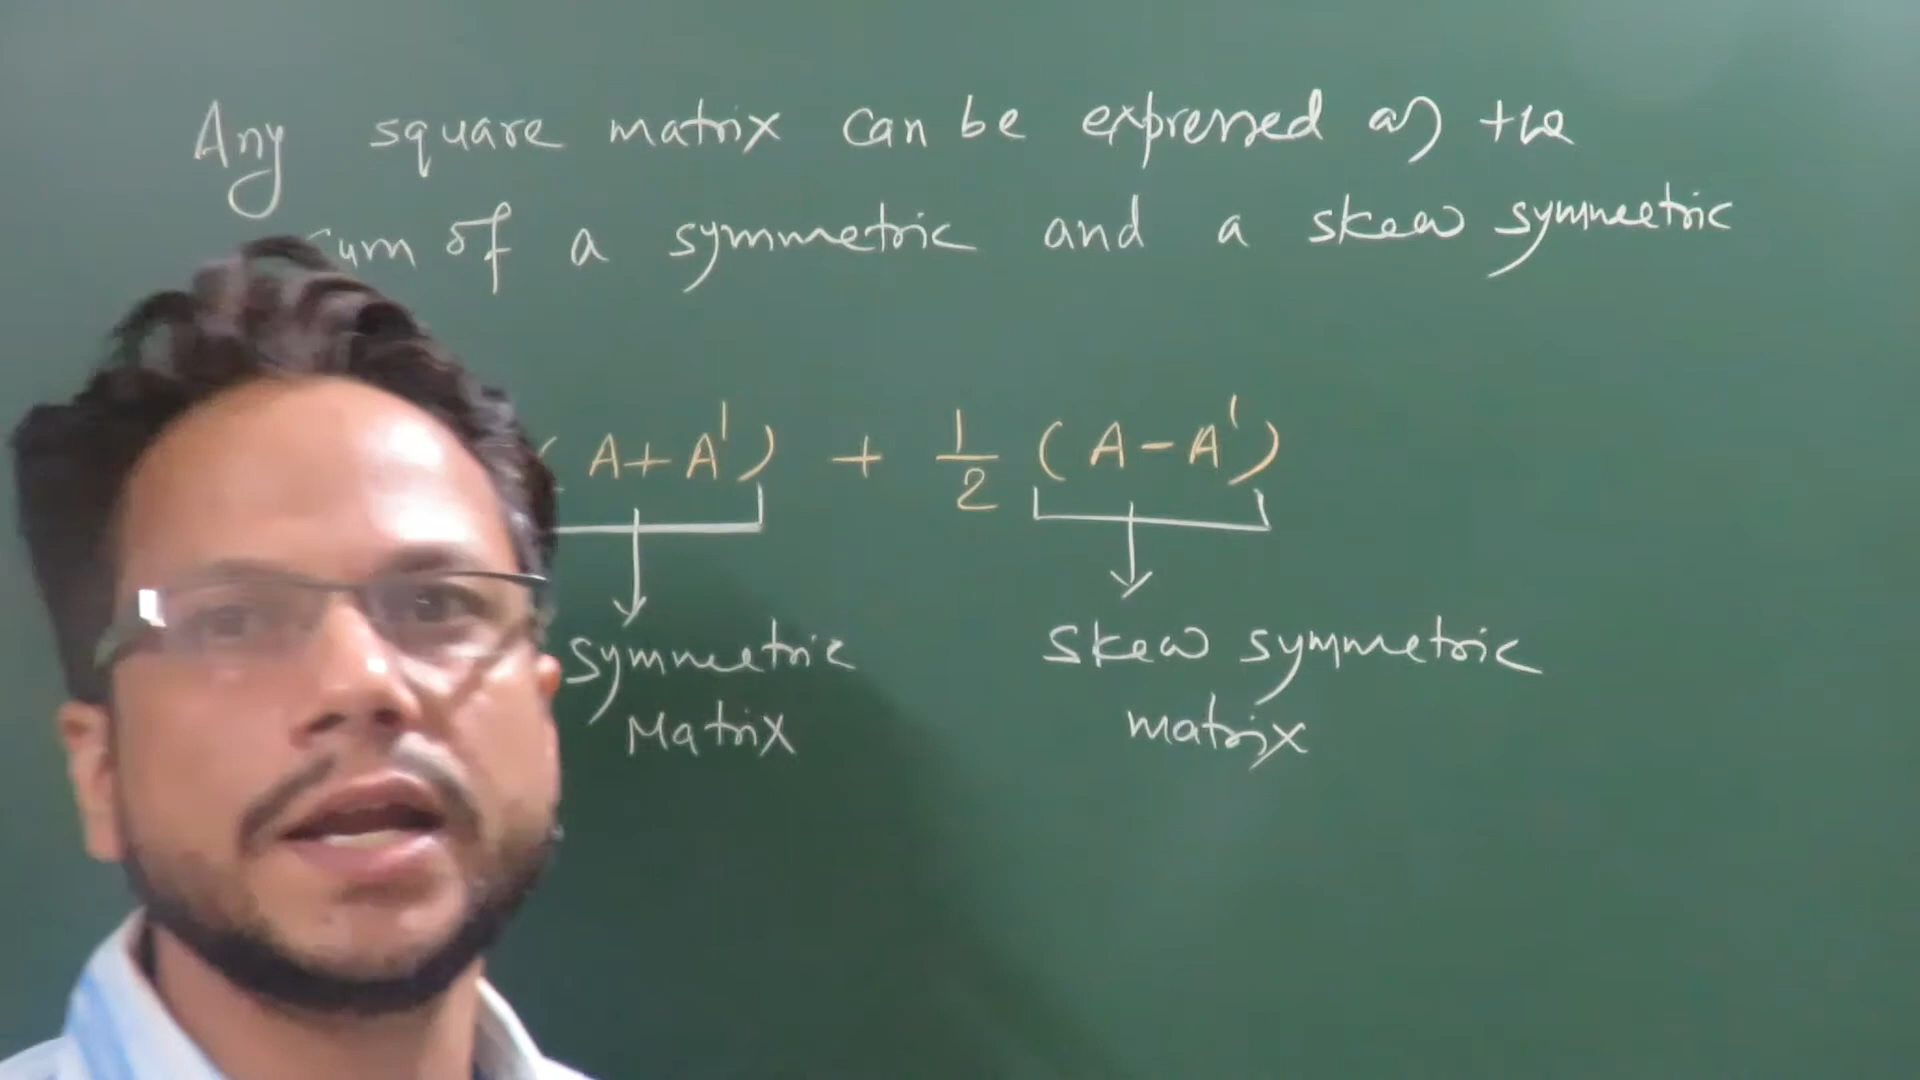 Any square matrix can be expressed as the
sum of a symmetric and a skew symmetric
( A + A' ) + 1/2 ( A - A' )
symmetric skew symmetric
Matrix matrix